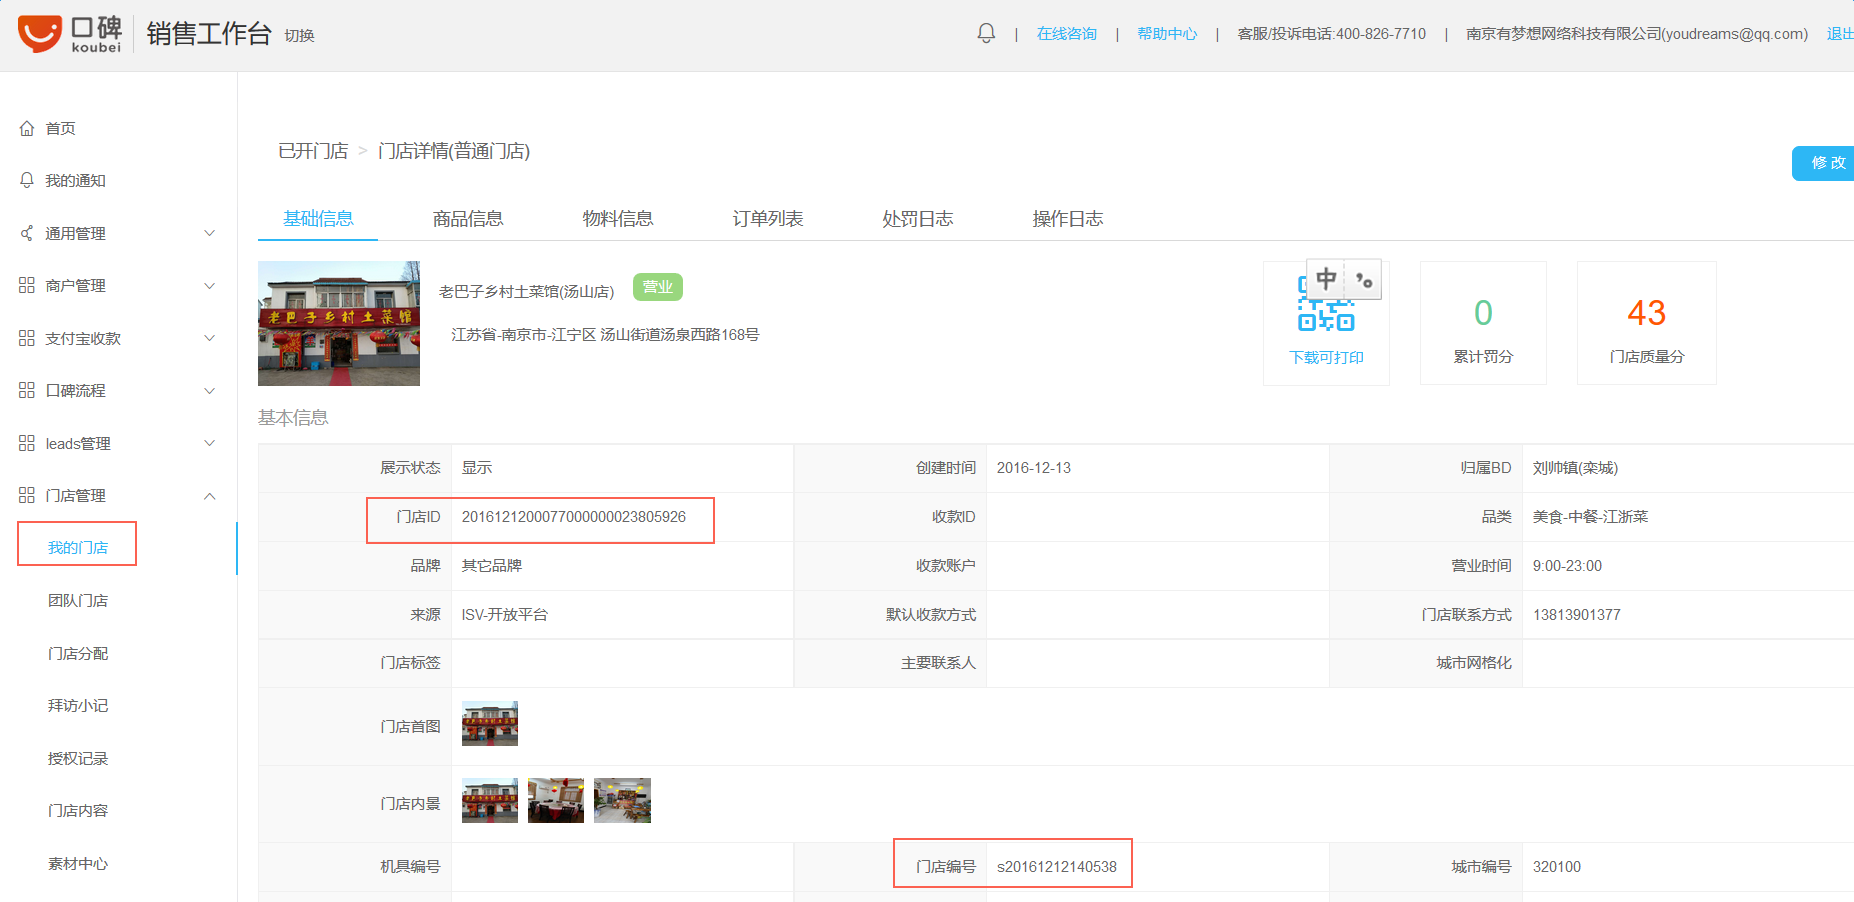 口碑 koubei 销售工作台 切换 | 在线咨询 | 帮助中心 | 客服/投诉电话:400-826-7710 | 南京有梦想网络科技有限公司(youdreams@qq.com) 退出
首页
我的通知
通用管理
商户管理
支付宝收款
口碑流程
leads管理
门店管理
我的门店
团队门店
门店分配
拜访小记
授权记录
门店内容
素材中心
已开门店 > 门店详情(普通门店)
修 改
基础信息 商品信息 物料信息 订单列表 处罚日志 操作日志
老巴子乡村土菜馆
老巴子乡村土菜馆(汤山店) 营业
江苏省-南京市-江宁区 汤山街道汤泉西路168号
中 °。
下载可打印
0
累计罚分
43
门店质量分
基本信息
展示状态 显示 创建时间 2016-12-13 归属BD 刘帅镇(栾城)
门店ID 2016121200077000000023805926 收款ID 品类 美食-中餐-江浙菜
品牌 其它品牌 收款账户 营业时间 9:00-23:00
来源 ISV-开放平台 默认收款方式 门店联系方式 13813901377
门店标签 主要联系人 城市网格化
门店首图
门店内景
机具编号 门店编号 s20161212140538 城市编号 320100